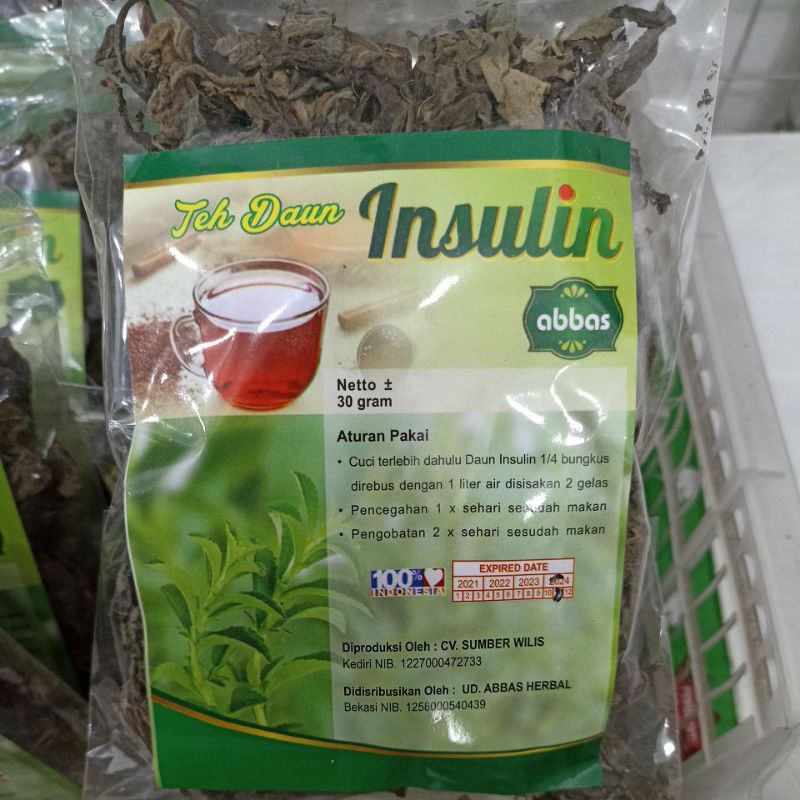 Teh Daun Insulin
abbas
Netto ±
30 gram
Aturan Pakai
• Cuci terlebih dahulu Daun Insulin 1/4 bungkus
direbus dengan 1 liter air disisakan 2 gelas
• Pencegahan 1 x sehari sesudah makan
• Pengobatan 2 x sehari sesudah makan
100%
INDONESIA
EXPIRED DATE
2021 2022 2023 2024
1 2 3 4 5 6 7 8 9 10 12
Diproduksi Oleh : CV. SUMBER WILIS
Kediri NIB. 1227000472733
Didisribusikan Oleh : UD. ABBAS HERBAL
Bekasi NIB. 1258000540439